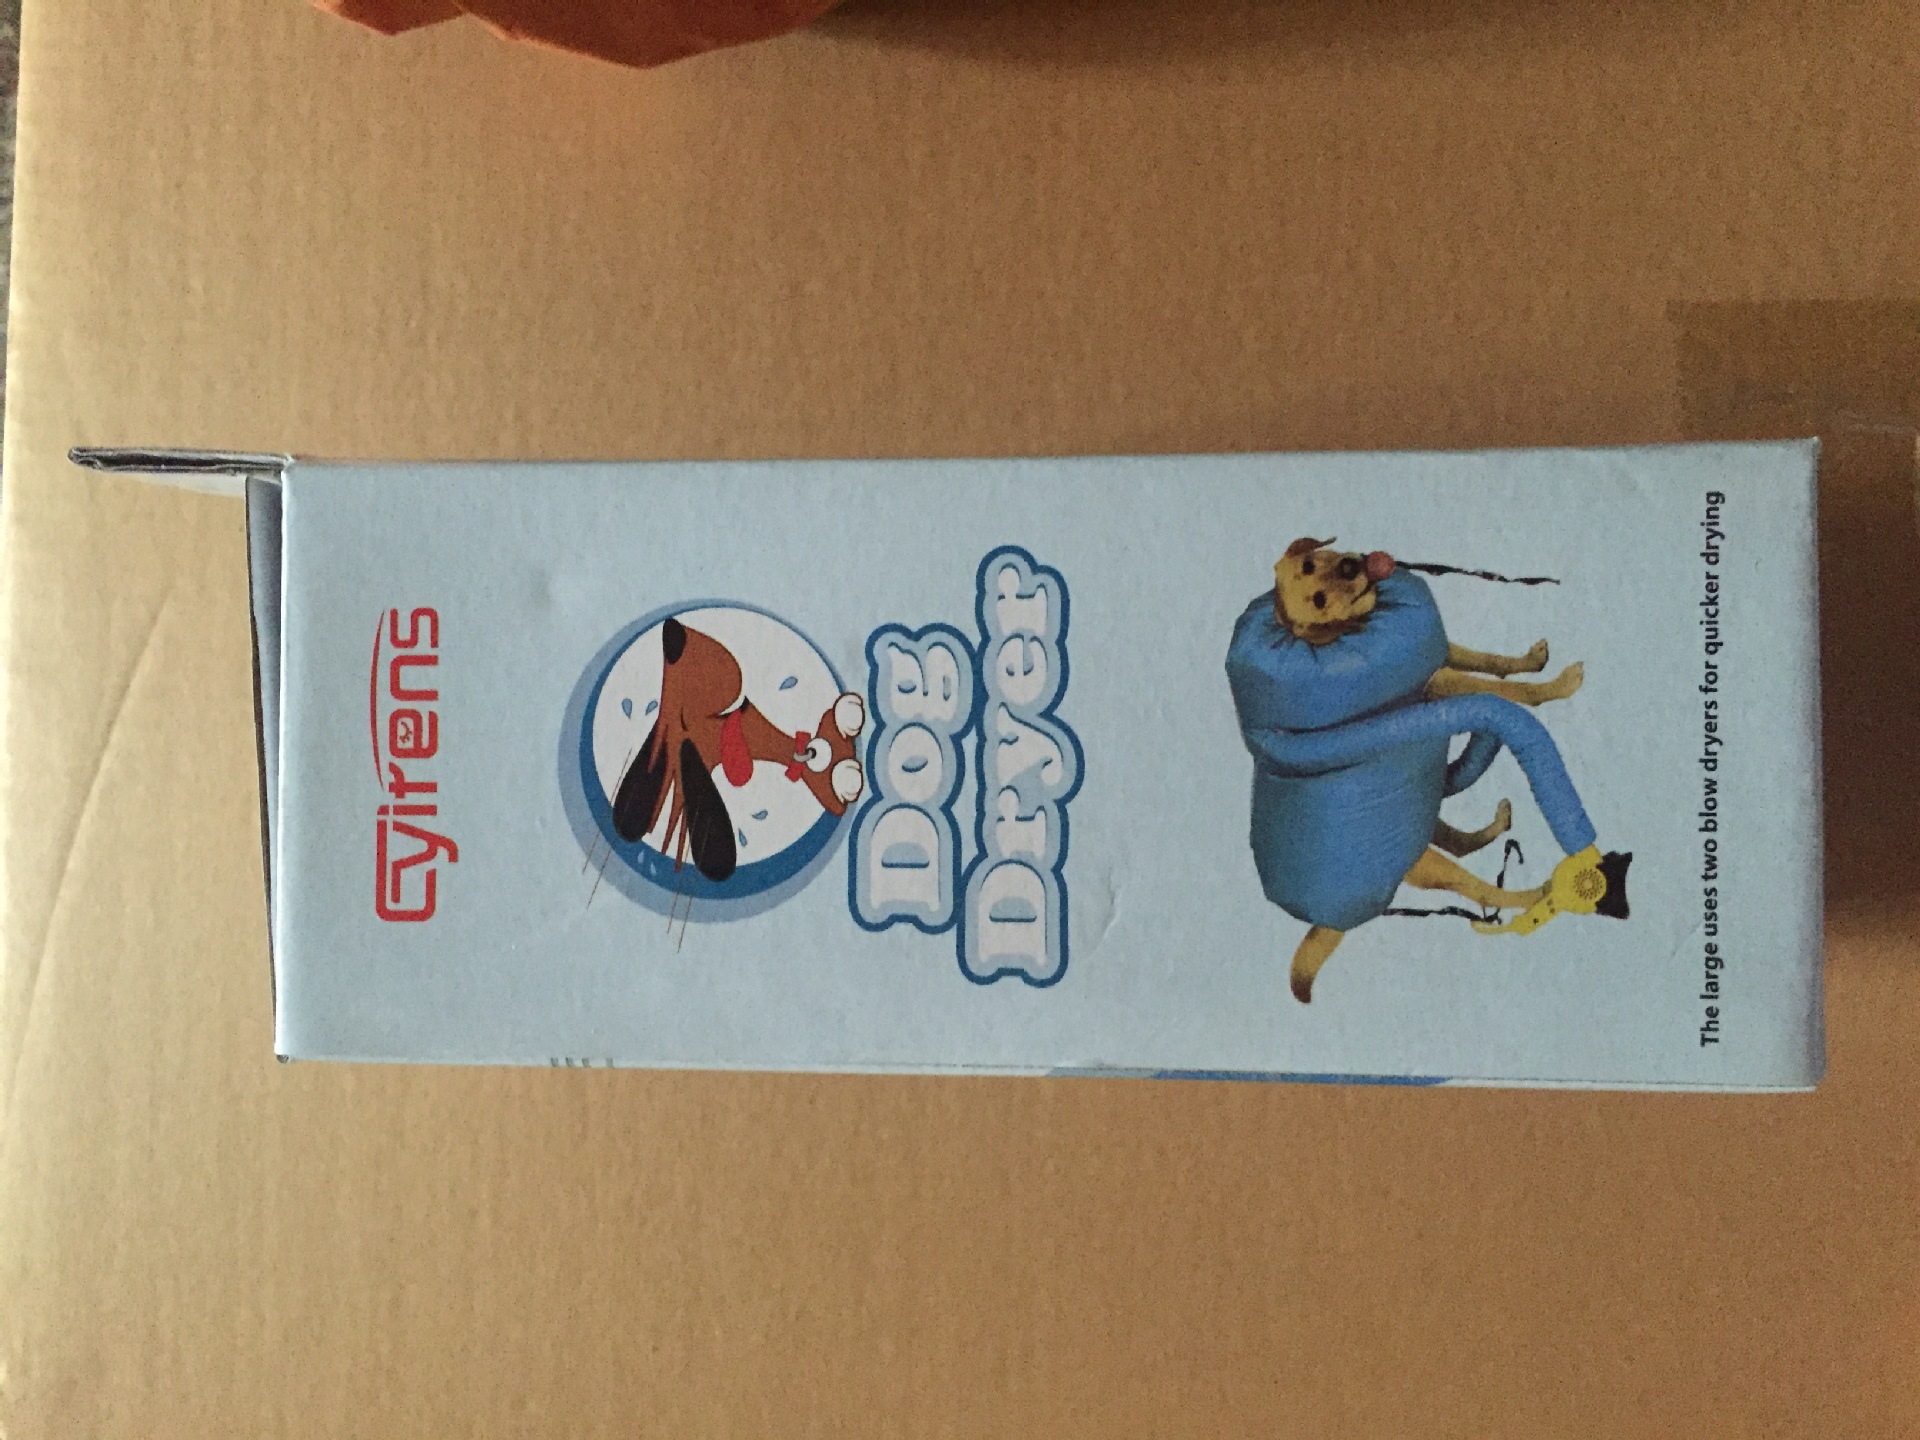 Cyirens
Dog
Dryer
The large uses two blow dryers for quicker drying